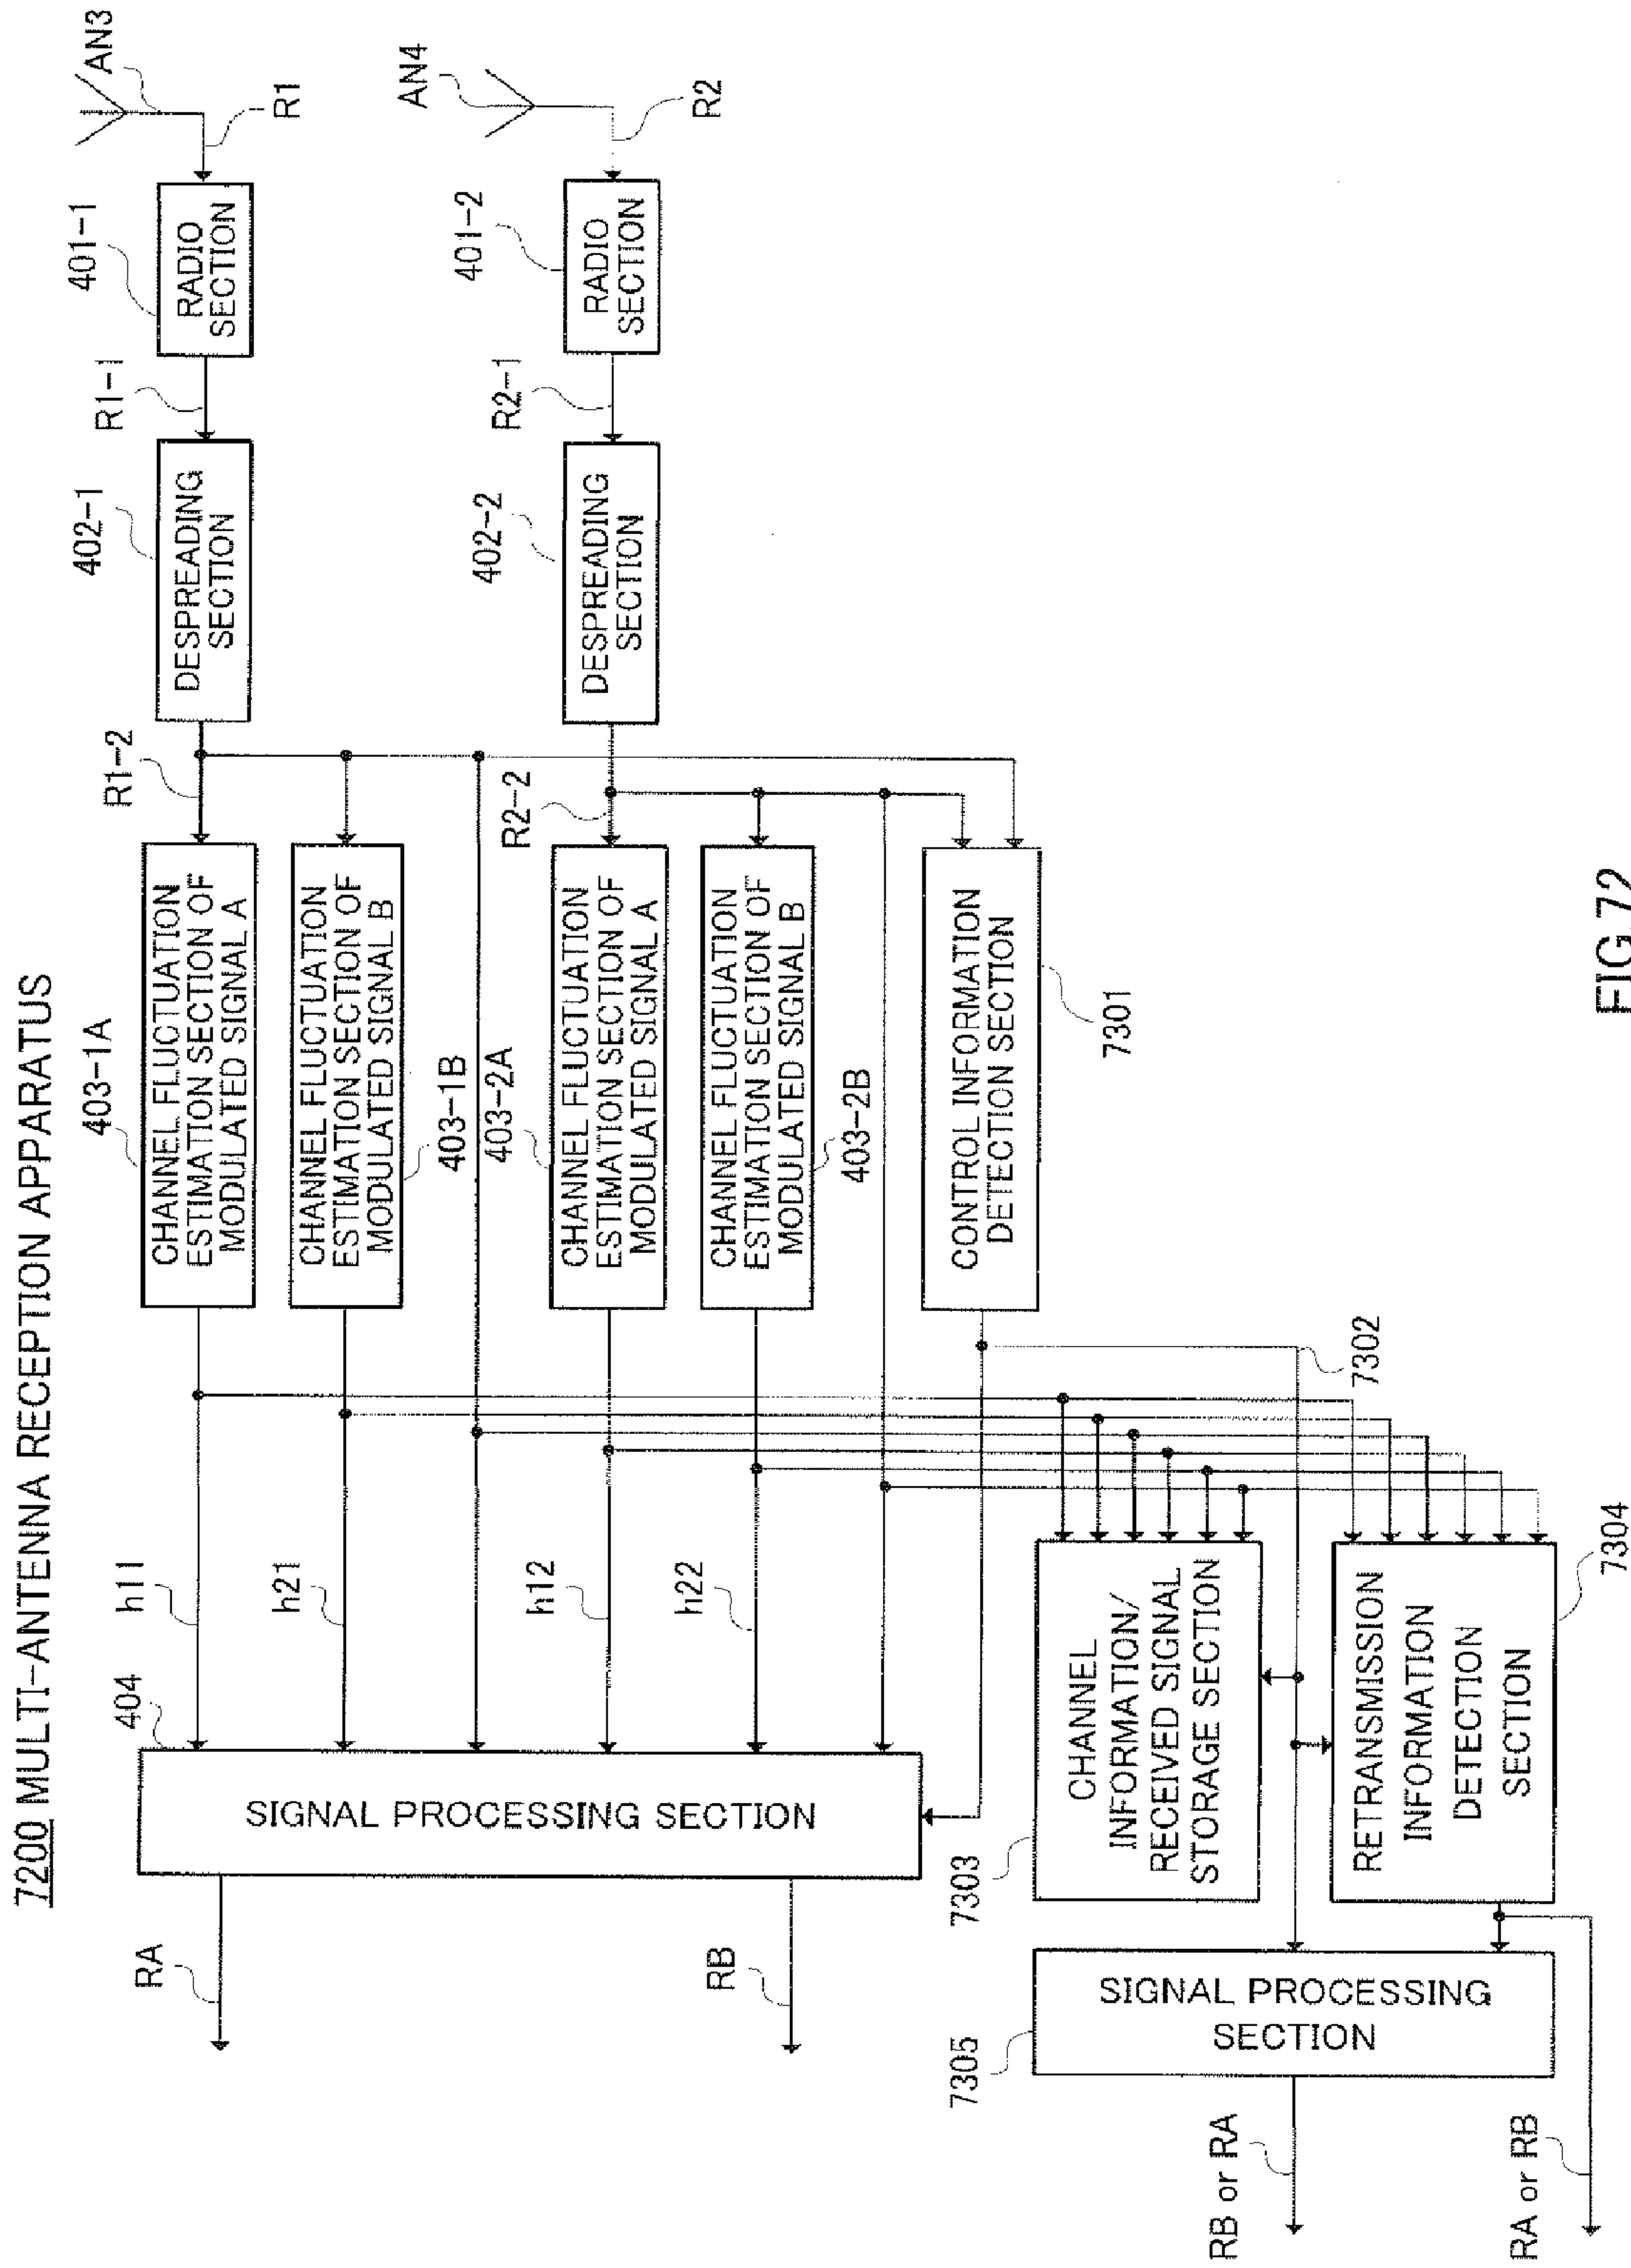 7200 MULTI-ANTENNA RECEPTION APPARATUS
AN3
R1
401-1
RADIO
SECTION
R1-1
402-1
DESPREADING
SECTION
R1-2
403-1A
CHANNEL FLUCTUATION
ESTIMATION SECTION OF
MODULATED SIGNAL A
CHANNEL FLUCTUATION
ESTIMATION SECTION OF
MODULATED SIGNAL B
403-1B
h11
h21
404
SIGNAL PROCESSING SECTION
RA
RB
AN4
R2
401-2
RADIO
SECTION
R2-1
402-2
DESPREADING
SECTION
R2-2
403-2A
CHANNEL FLUCTUATION
ESTIMATION SECTION OF
MODULATED SIGNAL A
CHANNEL FLUCTUATION
ESTIMATION SECTION OF
MODULATED SIGNAL B
403-2B
h12
h22
CONTROL INFORMATION
DETECTION SECTION
7301
7302
7303
CHANNEL
INFORMATION/
RECEIVED SIGNAL
STORAGE SECTION
RETRANSMISSION
INFORMATION
DETECTION
SECTION
7304
7305
SIGNAL PROCESSING
SECTION
RB or RA
RA or RB
FIG.72